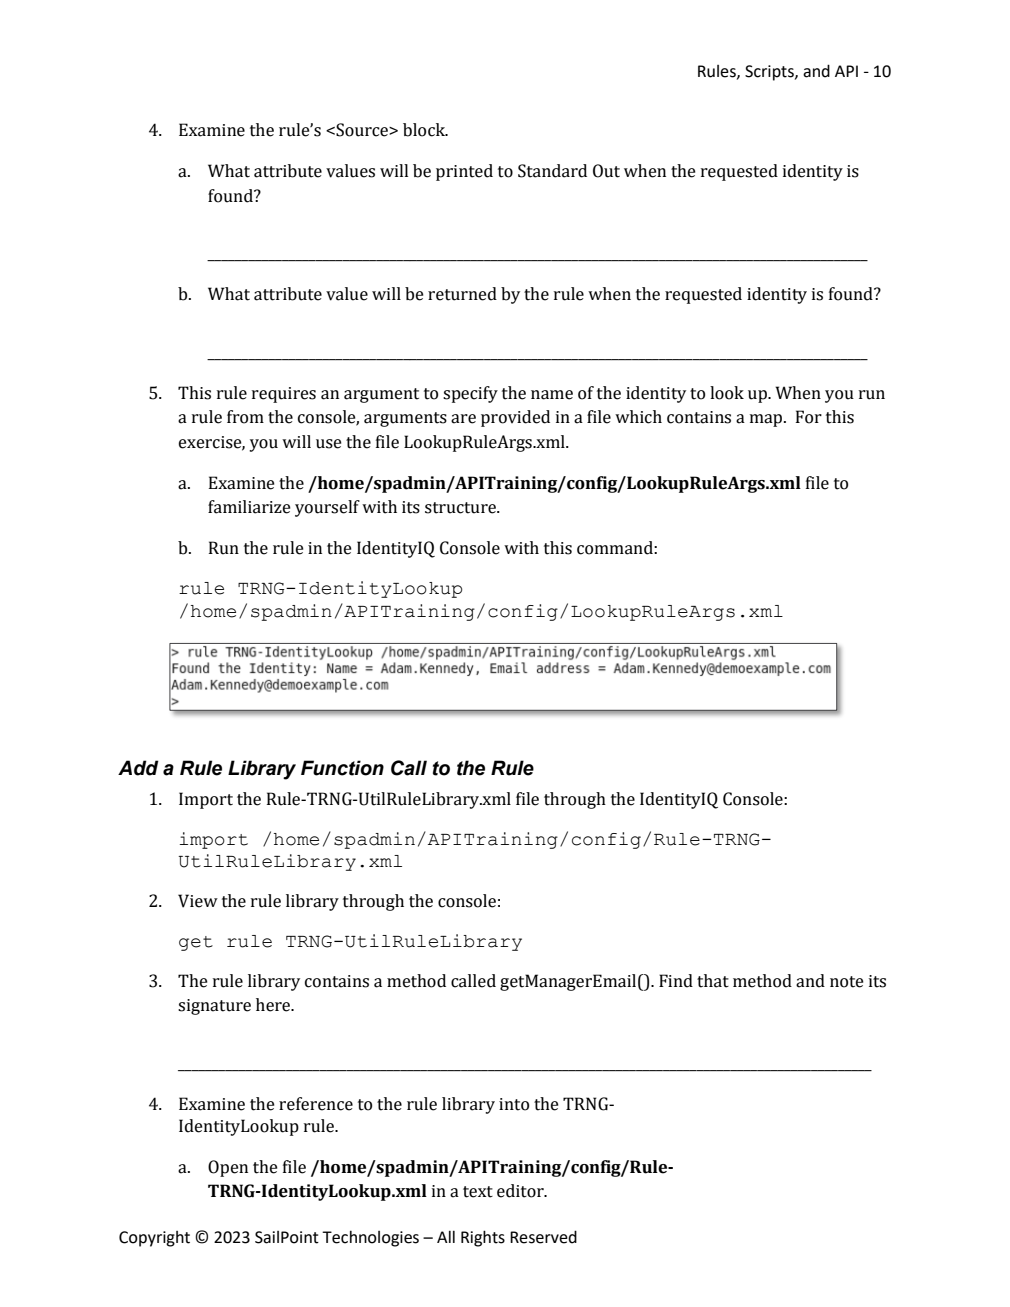 Rules, Scripts, and API - 10
4. Examine the rule’s <Source> block.
a. What attribute values will be printed to Standard Out when the requested identity is
found?
b. What attribute value will be returned by the rule when the requested identity is found?
5. This rule requires an argument to specify the name of the identity to look up. When you run
a rule from the console, arguments are provided in a file which contains a map. For this
exercise, you will use the file LookupRuleArgs.xml.
a. Examine the /home/spadmin/APITraining/config/LookupRuleArgs.xml file to
familiarize yourself with its structure.
b. Run the rule in the IdentityIQ Console with this command:
rule TRNG-IdentityLookup
/home/spadmin/APITraining/config/LookupRuleArgs.xml
> rule TRNG-IdentityLookup /home/spadmin/APITraining/config/LookupRuleArgs.xml
Found the Identity: Name = Adam.Kennedy, Email address = Adam.Kennedy@demoexample.com
Adam.Kennedy@demoexample.com
>
Add a Rule Library Function Call to the Rule
1. Import the Rule-TRNG-UtilRuleLibrary.xml file through the IdentityIQ Console:
import /home/spadmin/APITraining/config/Rule-TRNG-
UtilRuleLibrary.xml
2. View the rule library through the console:
get rule TRNG-UtilRuleLibrary
3. The rule library contains a method called getManagerEmail(). Find that method and note its
signature here.
4. Examine the reference to the rule library into the TRNG-
IdentityLookup rule.
a. Open the file /home/spadmin/APITraining/config/Rule-
TRNG-IdentityLookup.xml in a text editor.
Copyright © 2023 SailPoint Technologies – All Rights Reserved